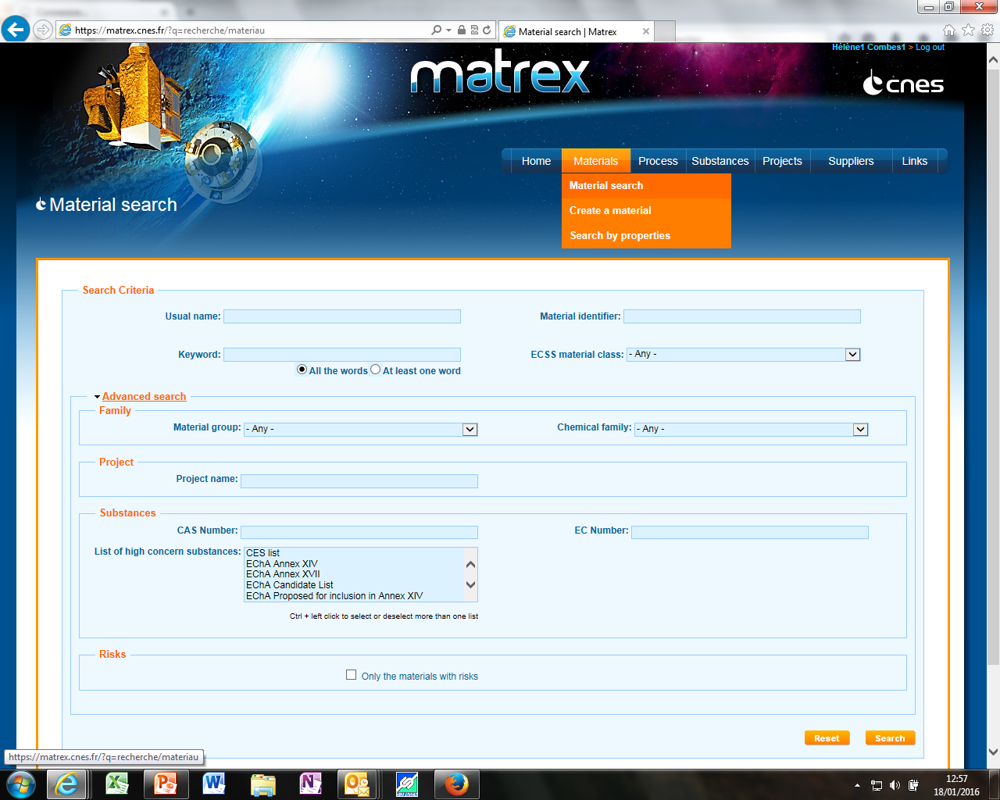 https://matrex.cnes.fr/?q=recherche/materiau
Material search | Matrex
Hélène1 Combes1 > Log out
matrex
cnes
Home Materials Process Substances Projects Suppliers Links
Material search
Create a material
Search by properties
Material search
Search Criteria
Usual name: Material identifier:
Keyword: ECSS material class: - Any -
All the words At least one word
Advanced search
Family
Material group: - Any - Chemical family: - Any -
Project
Project name:
Substances
CAS Number: EC Number:
List of high concern substances: CES list
EChA Annex XIV
EChA Annex XVII
EChA Candidate List
EChA Proposed for inclusion in Annex XIV
Ctrl + left click to select or deselect more than one list
Risks
Only the materials with risks
Reset Search
https://matrex.cnes.fr/?q=recherche/materiau
12:57
18/01/2016